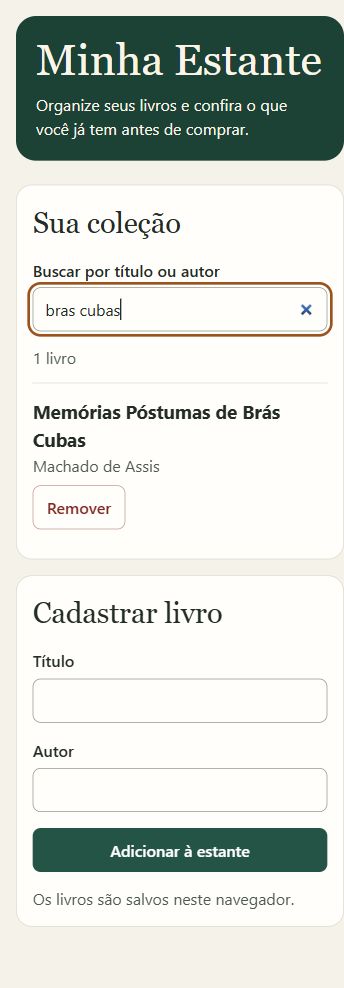 Minha Estante
Organize seus livros e confira o que
você já tem antes de comprar.
Sua coleção
Buscar por título ou autor
bras cubas
1 livro
Memórias Póstumas de Brás
Cubas
Machado de Assis
Remover
Cadastrar livro
Título
Autor
Adicionar à estante
Os livros são salvos neste navegador.